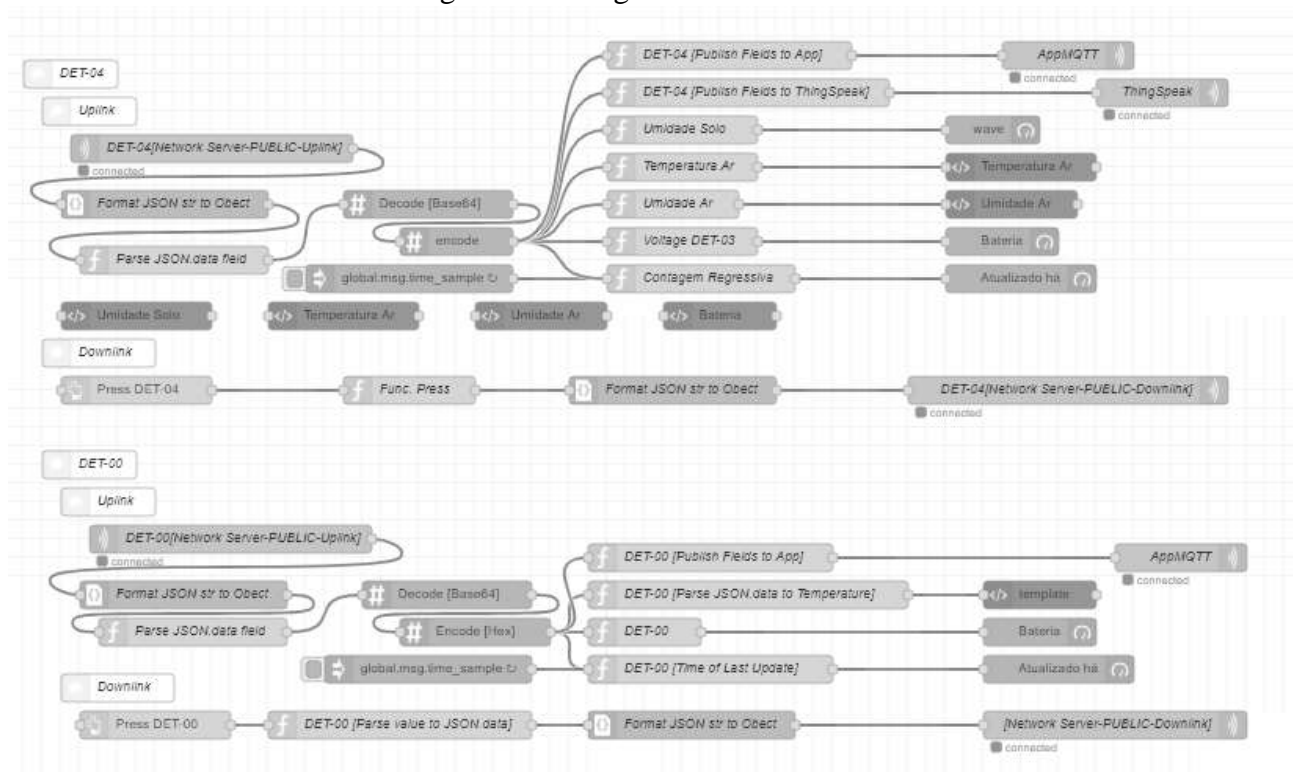 DET-04 [Publish Fields to App]
AppMQTT
connected
DET-04
DET-04 [Publish Fields to ThingSpeak]
ThingSpeak
connected
Uplink
Umidade Solo
wave
DET-04[Network Server-PUBLIC-Uplink]
connected
Temperatura Ar
Temperatura Ar
Format JSON str to Obect
Decode [Base64]
Umidade Ar
Umidade Ar
encode
Voltage DET-03
Bateria
Parse JSON.data field
global.msg.time_sample ↻
Contagem Regressiva
Atualizado há
Umidade Solo
Temperatura Ar
Umidade Ar
Bateria
Downlink
Press DET-04
Func. Press
Format JSON str to Obect
DET-04[Network Server-PUBLIC-Downlink]
connected
DET-00
Uplink
DET-00[Network Server-PUBLIC-Uplink]
connected
DET-00 [Publish Fields to App]
AppMQTT
connected
Format JSON str to Obect
Decode [Base64]
DET-00 [Parse JSON.data to Temperature]
template
Parse JSON.data field
Encode [Hex]
DET-00
Bateria
global.msg.time_sample ↻
DET-00 [Time of Last Update]
Atualizado há
Downlink
Press DET-00
DET-00 [Parse value to JSON data]
Format JSON str to Obect
[Network Server-PUBLIC-Downlink]
connected